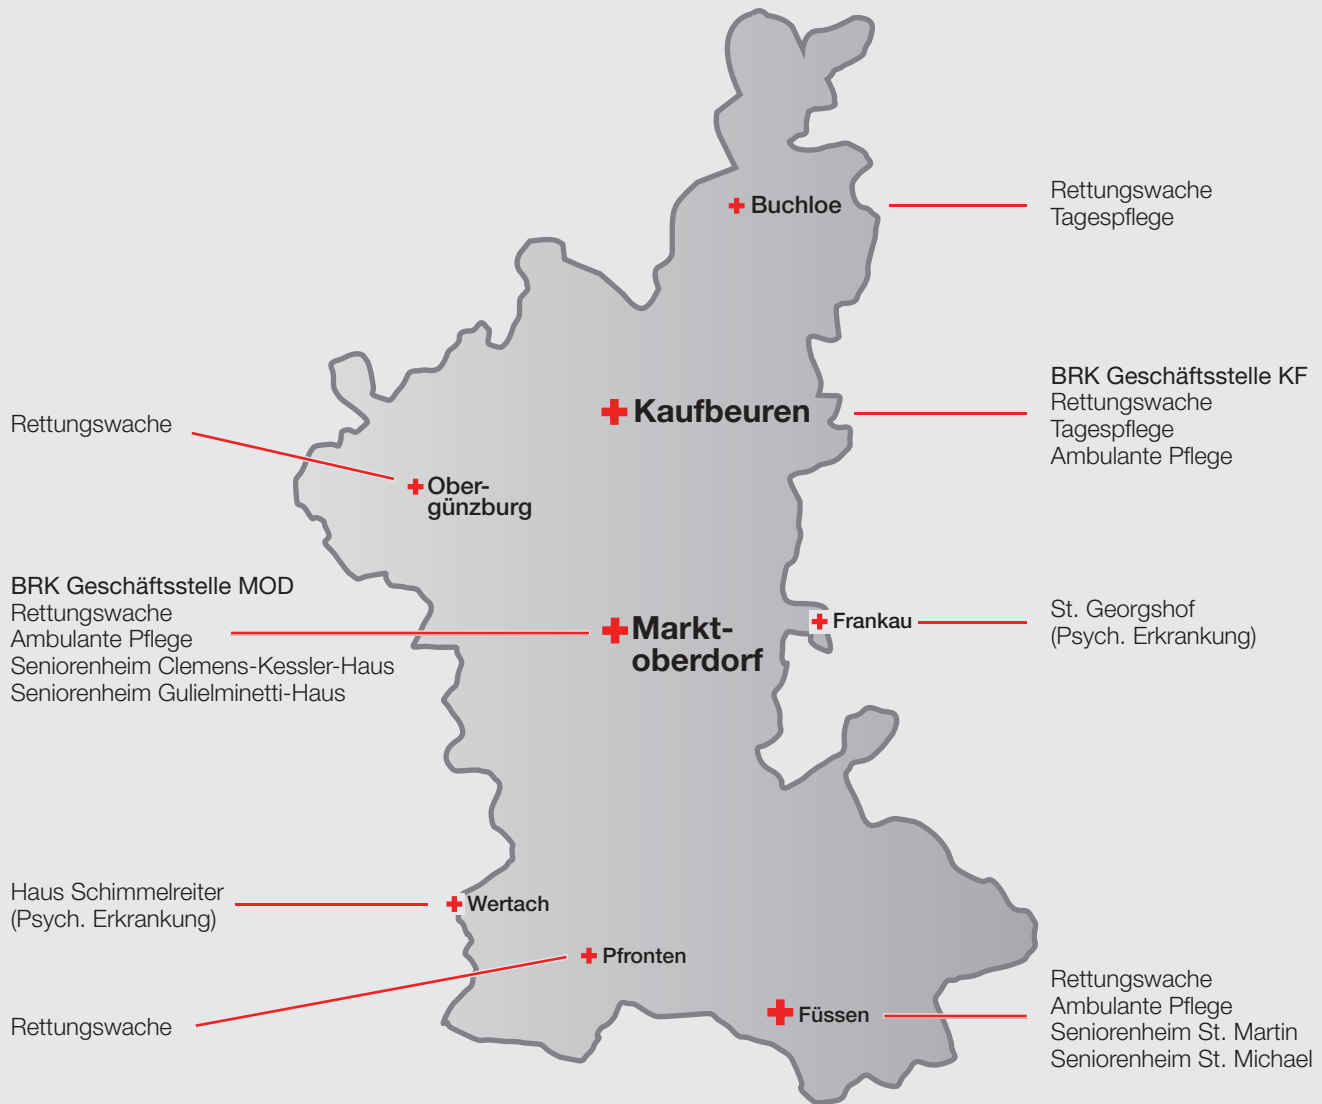 Buchloe
Rettungswache
Tagespflege
Kaufbeuren
BRK Geschäftsstelle KF
Rettungswache
Tagespflege
Ambulante Pflege
Rettungswache
Ober-
günzburg
BRK Geschäftsstelle MOD
Rettungswache
Ambulante Pflege
Seniorenheim Clemens-Kessler-Haus
Seniorenheim Gulielminetti-Haus
Markt-
oberdorf
Frankau
St. Georgshof
(Psych. Erkrankung)
Haus Schimmelreiter
(Psych. Erkrankung)
Wertach
Pfronten
Rettungswache
Füssen
Rettungswache
Ambulante Pflege
Seniorenheim St. Martin
Seniorenheim St. Michael